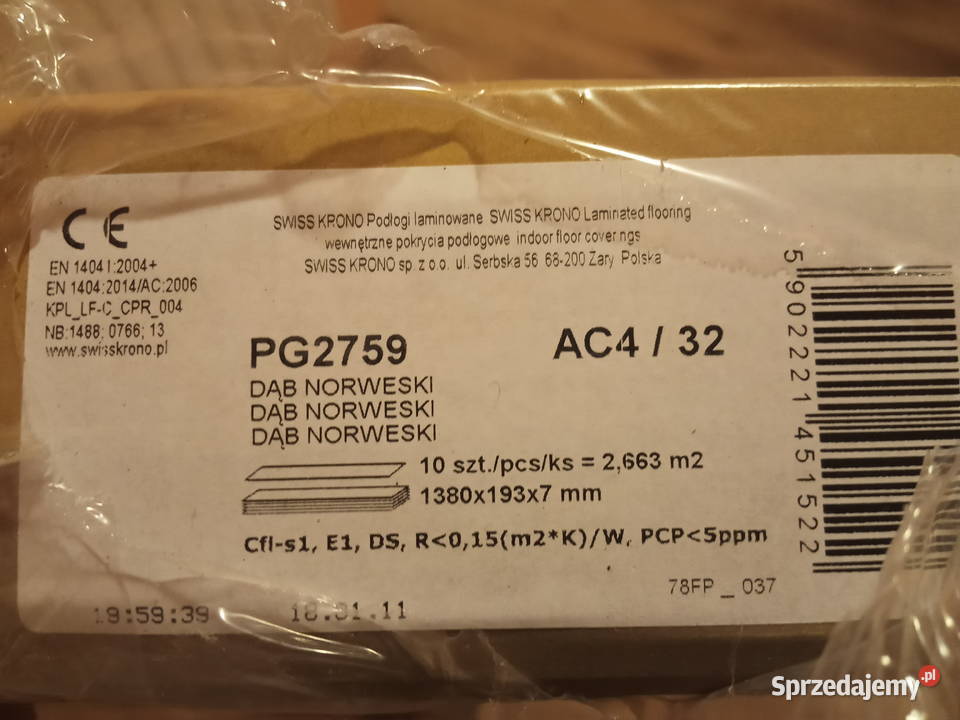 CE
EN 14041:2004+
EN 1404:2014/AC:2006
KPL_LF-C_CPR_004
NB:1488; 0766; 13
www.swisskrono.pl
SWISS KRONO Podłogi laminowane SWISS KRONO Laminated flooring
wewnętrzne pokrycia podłogowe indoor floor coverings
SWISS KRONO sp. z o.o. ul. Serbska 56 68-200 Żary Polska
PG2759
AC4 / 32
DĄB NORWESKI
DĄB NORWESKI
DĄB NORWESKI
10 szt./pcs/ks = 2,663 m2
1380x193x7 mm
Cfl-s1, E1, DS, R<0,15(m2*K)/W, PCP<5ppm
78FP _ 037
19:59:39 18.01.11
5902221451522
Sprzedajemy.pl